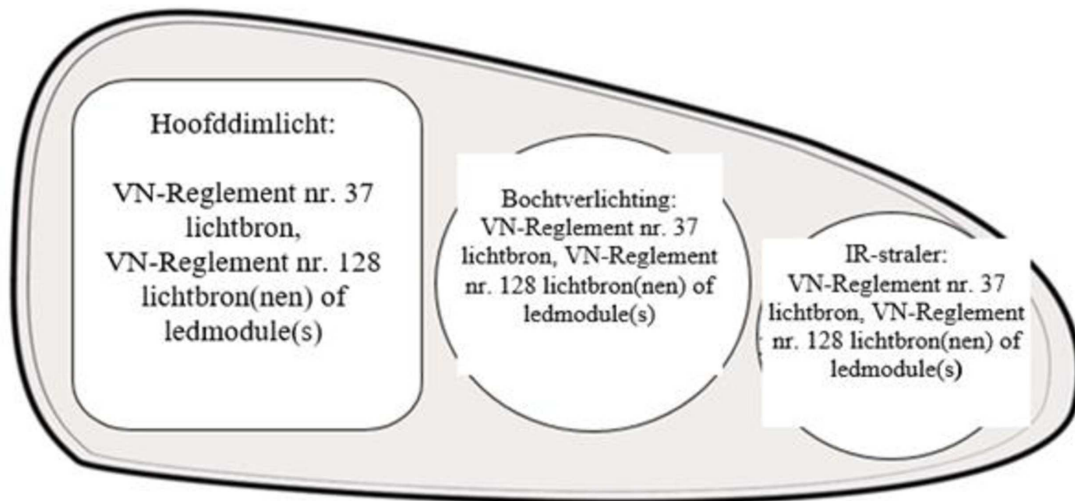 Hoofddimlicht:
VN-Reglement nr. 37
lichtbron,
VN-Reglement nr. 128
lichtbron(nen) of
ledmodule(s)
Bochtverlichting:
VN-Reglement nr. 37
lichtbron, VN-Reglement
nr. 128 lichtbron(nen) of
ledmodule(s)
IR-straler:
VN-Reglement nr. 37
lichtbron, VN-Reglement
nr. 128 lichtbron(nen) of
ledmodule(s)